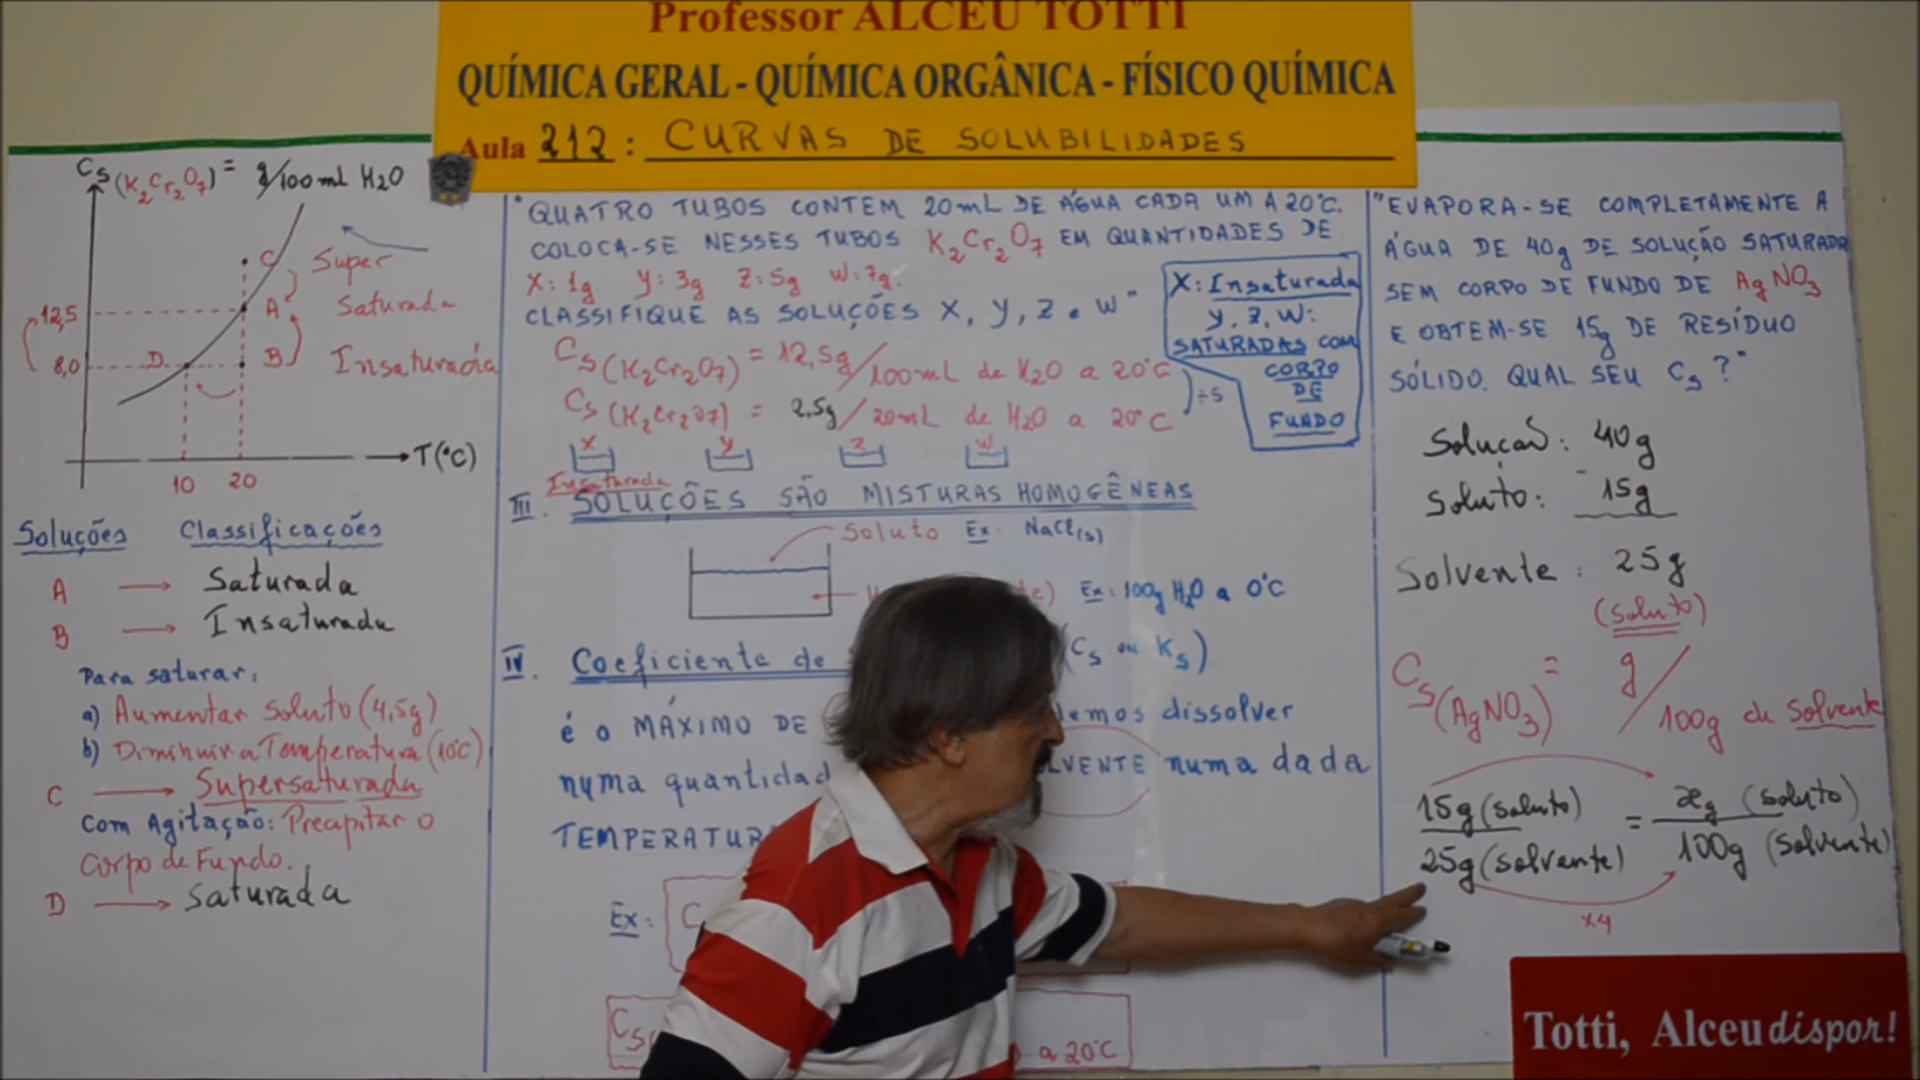 Professor ALCEU TOTTI
QUÍMICA GERAL - QUÍMICA ORGÂNICA - FÍSICO QUÍMICA
Aula 212: CURVAS DE SOLUBILIDADES
Cs (K2Cr2O7) = g/100ml H2O
C Super
12,5 A Saturada
8,0 D B Insaturada
10 20 T(°C)
Soluções Classificações
A → Saturada
B → Insaturada
Para saturar:
a) Aumentar soluto (4,5g)
b) Diminuir a Temperatura (10°C)
C → Supersaturada
Com Agitação: Precipitar o
Corpo de Fundo.
D → saturada
"QUATRO TUBOS CONTEM 20mL DE ÁGUA CADA UM A 20°C.
COLOCA-SE NESSES TUBOS K2Cr2O7 EM QUANTIDADES DE
X: 1g y: 3g Z: 5g W: 7g.
CLASSIFIQUE AS SOLUÇÕES X, y, Z e W"
X: Insaturada
y, z, W:
SATURADAS COM
CORPO
DE
FUNDO
Cs (K2Cr2O7) = 12,5g/100mL de H2O a 20°C
÷5
Cs (K2Cr2O7) = 2,5g/20mL de H2O a 20°C
X y z W
Insaturada
III. SOLUÇÕES SÃO MISTURAS HOMOGÊNEAS
Soluto Ex: NaCl(s)
Ex: 100g H2O a 0°C
IV. Coeficiente de (Cs ou Ks)
é o MÁXIMO DE demos dissolver
numa quantidad LVENTE numa dada
TEMPERATUR
Ex: C
Cs a 20°C
"EVAPORA-SE COMPLETAMENTE A
ÁGUA DE 40g DE SOLUÇÃO SATURADA
SEM CORPO DE FUNDO DE AgNO3
E OBTEM-SE 15g DE RESÍDUO
SÓLIDO. QUAL SEU Cs?"
Solução: 40g
Soluto: - 15g
Solvente: 25g
(soluto)
Cs(AgNO3) = g/100g de Solvente
15g (soluto) = xg (soluto)
25g (solvente) 100g (solvente)
x4
Totti, Alceu dispor!